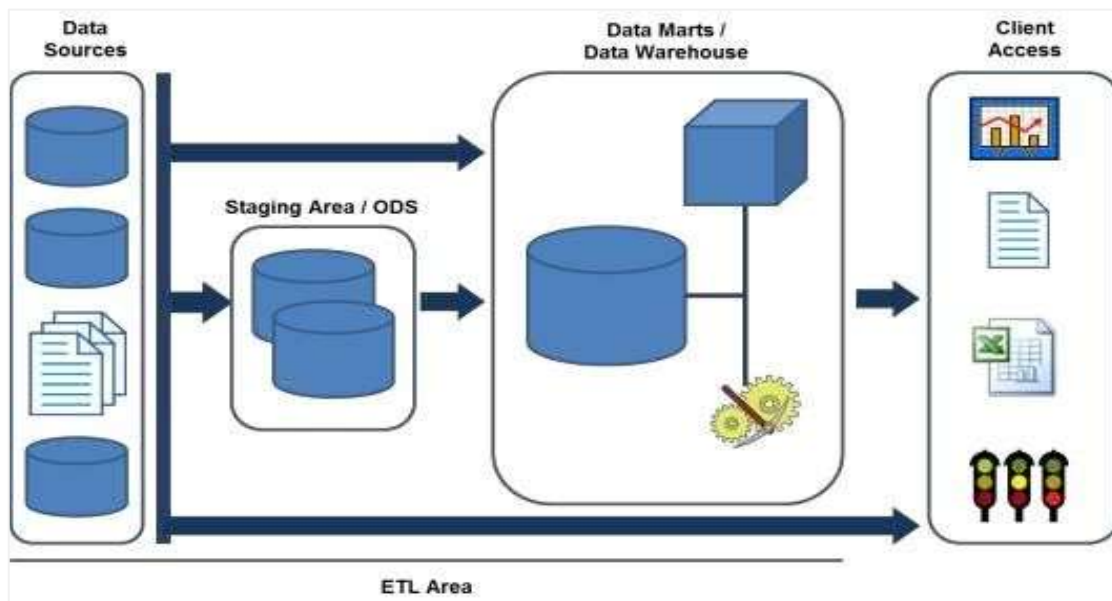 Data
Sources
Data Marts /
Data Warehouse
Client
Access
Staging Area / ODS
ETL Area